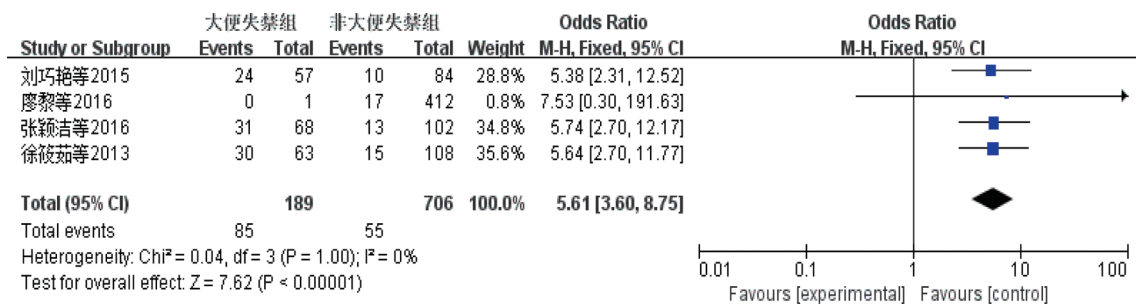 大便失禁组 非大便失禁组 Odds Ratio Odds Ratio
Study or Subgroup Events Total Events Total Weight M-H, Fixed, 95% CI M-H, Fixed, 95% CI
刘巧艳等2015 24 57 10 84 28.8% 5.38 [2.31, 12.52]
廖黎等2016 0 1 17 412 0.8% 7.53 [0.30, 191.63]
张颖洁等2016 31 68 13 102 34.8% 5.74 [2.70, 12.17]
徐筱茹等2013 30 63 15 108 35.6% 5.64 [2.70, 11.77]
Total (95% CI) 189 706 100.0% 5.61 [3.60, 8.75]
Total events 85 55
Heterogeneity: Chi² = 0.04, df = 3 (P = 1.00); I² = 0%
Test for overall effect: Z = 7.62 (P < 0.00001)
0.01 0.1 1 10 100
Favours [experimental] Favours [control]